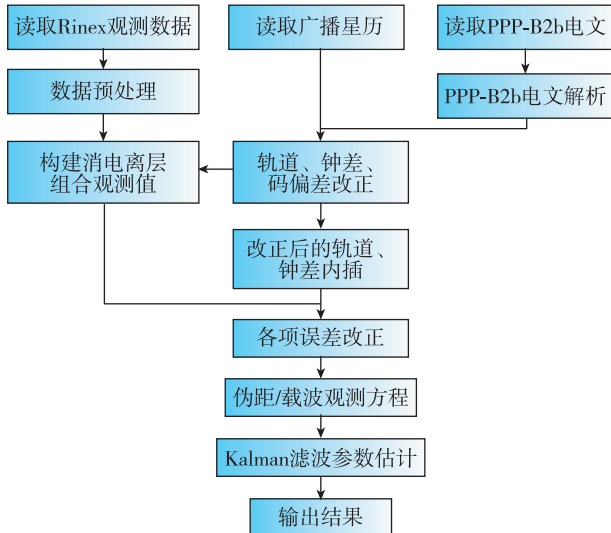 读取Rinex观测数据
读取广播星历
读取PPP-B2b电文
数据预处理
PPP-B2b电文解析
构建消电离层
组合观测值
轨道、钟差、
码偏差改正
改正后的轨道、
钟差内插
各项误差改正
伪距/载波观测方程
Kalman滤波参数估计
输出结果